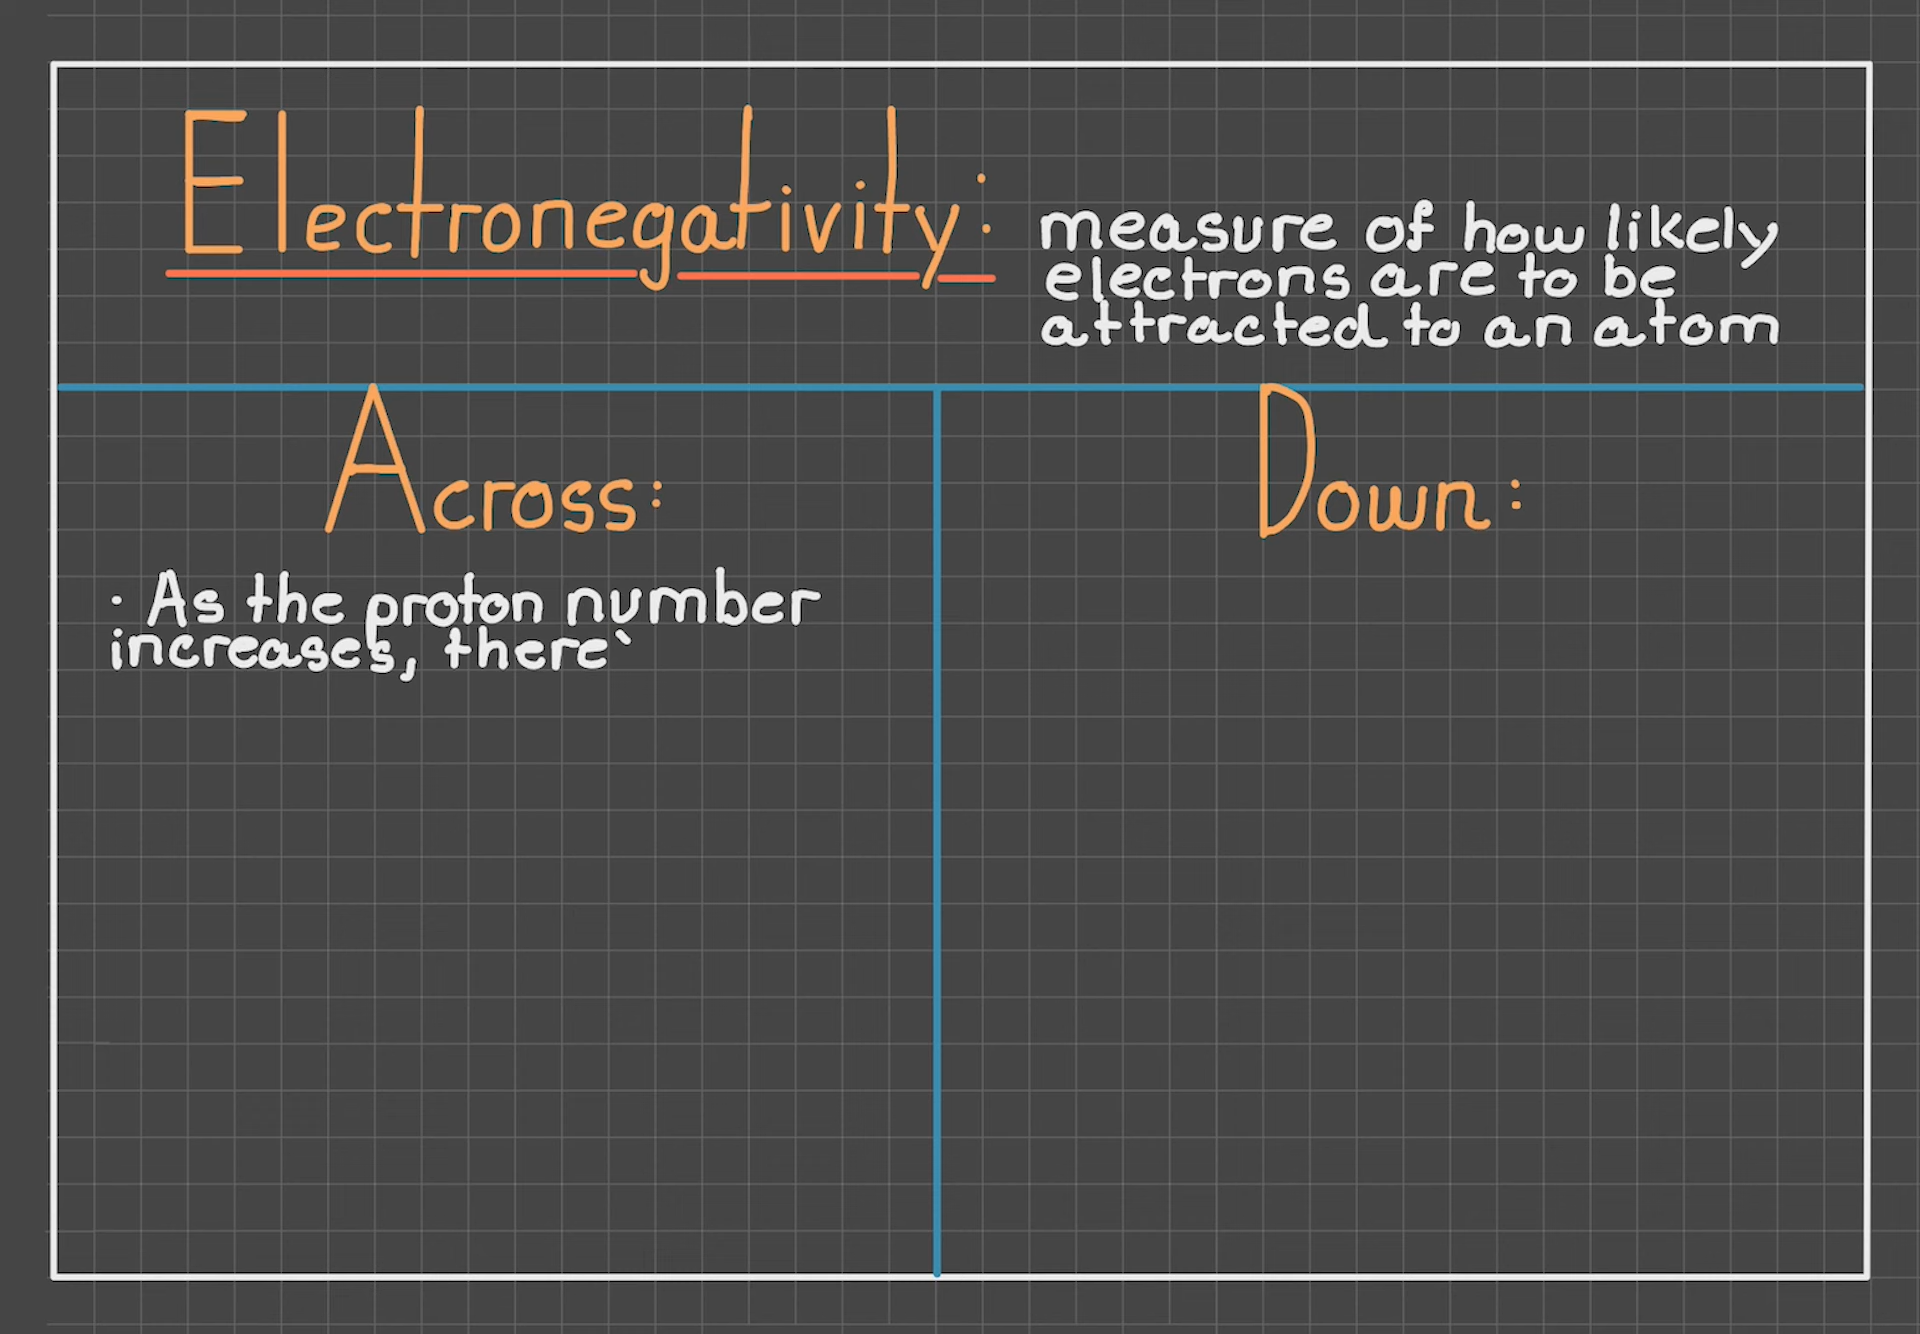 Electronegativity:
measure of how likely
electrons are to be
attracted to an atom
Across:
· As the proton number
increases, there`
Down: